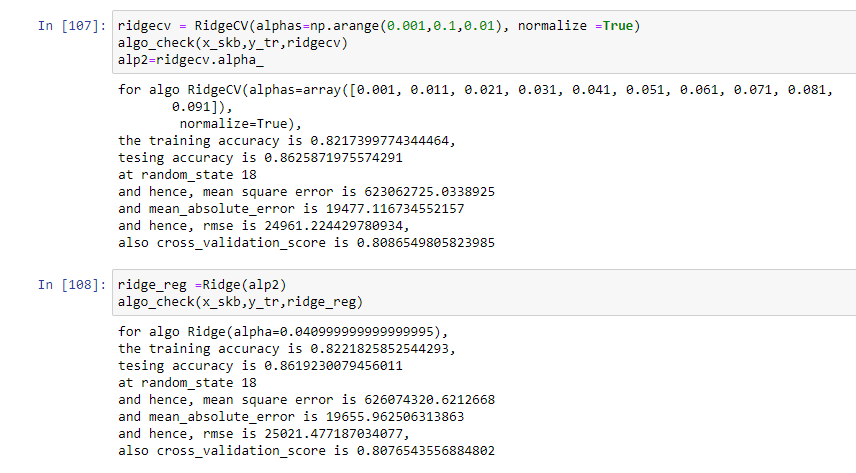 In [107]: ridgecv = RidgeCV(alphas=np.arange(0.001,0.1,0.01), normalize =True)
algo_check(x_skb,y_tr,ridgecv)
alp2=ridgecv.alpha_
for algo RidgeCV(alphas=array([0.001, 0.011, 0.021, 0.031, 0.041, 0.051, 0.061, 0.071, 0.081,
0.091]),
normalize=True),
the training accuracy is 0.8217399774344464,
tesing accuracy is 0.8625871975574291
at random_state 18
and hence, mean square error is 623062725.0338925
and mean_absolute_error is 19477.116734552157
and hence, rmse is 24961.224429780934,
also cross_validation_score is 0.8086549805823985
In [108]: ridge_reg =Ridge(alp2)
algo_check(x_skb,y_tr,ridge_reg)
for algo Ridge(alpha=0.040999999999999995),
the training accuracy is 0.8221825852544293,
tesing accuracy is 0.8619230079456011
at random_state 18
and hence, mean square error is 626074320.6212668
and mean_absolute_error is 19655.962506313863
and hence, rmse is 25021.477187034077,
also cross_validation_score is 0.8076543556884802